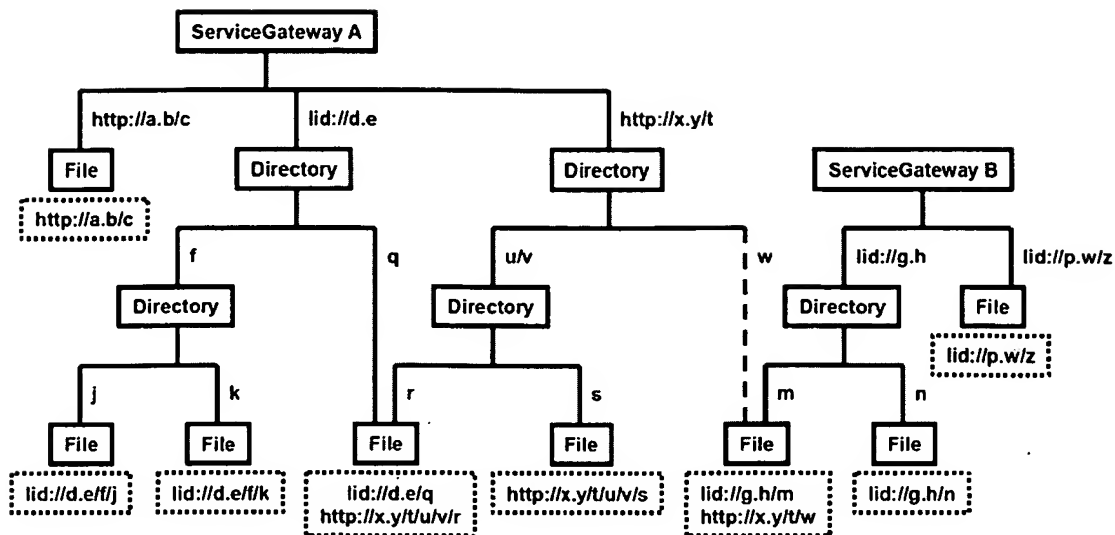 ServiceGateway A
http://a.b/c
lid://d.e
http://x.y/t
File
Directory
Directory
ServiceGateway B
http://a.b/c
f
q
u/v
w
lid://g.h
lid://p.w/z
Directory
Directory
Directory
File
lid://p.w/z
j
k
r
s
m
n
File
File
File
File
File
File
lid://d.e/f/j
lid://d.e/f/k
lid://d.e/q
http://x.y/t/u/v/r
http://x.y/t/u/v/s
lid://g.h/m
http://x.y/t/w
lid://g.h/n